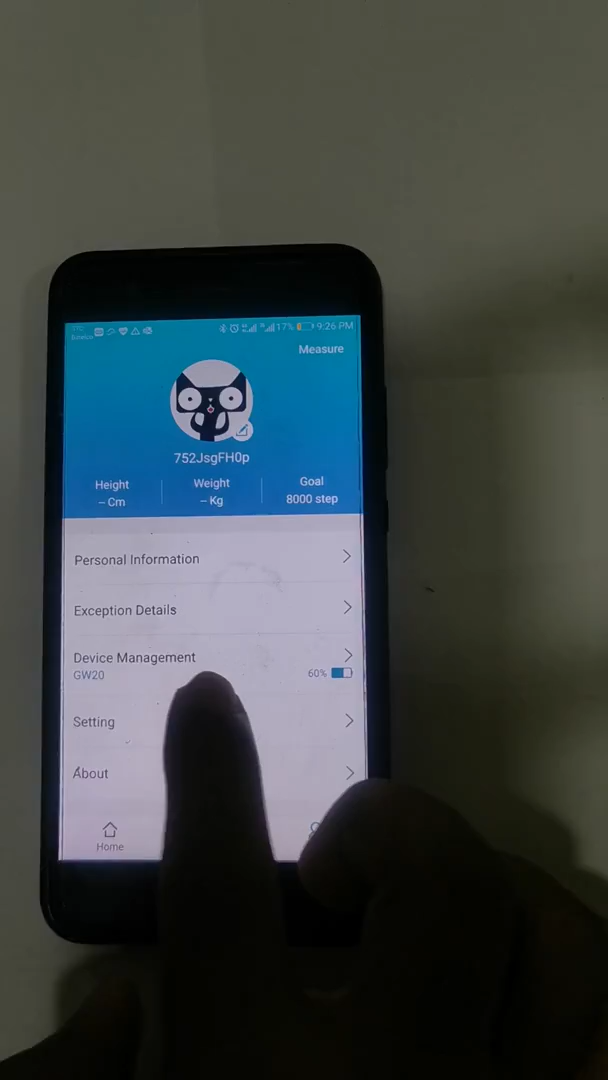 17% 9:26 PM
Measure
752JsgFH0p
Height
Weight
Goal
-- Cm
-- Kg
8000 step
Personal Information
Exception Details
Device Management
GW20
60%
Setting
About
Home